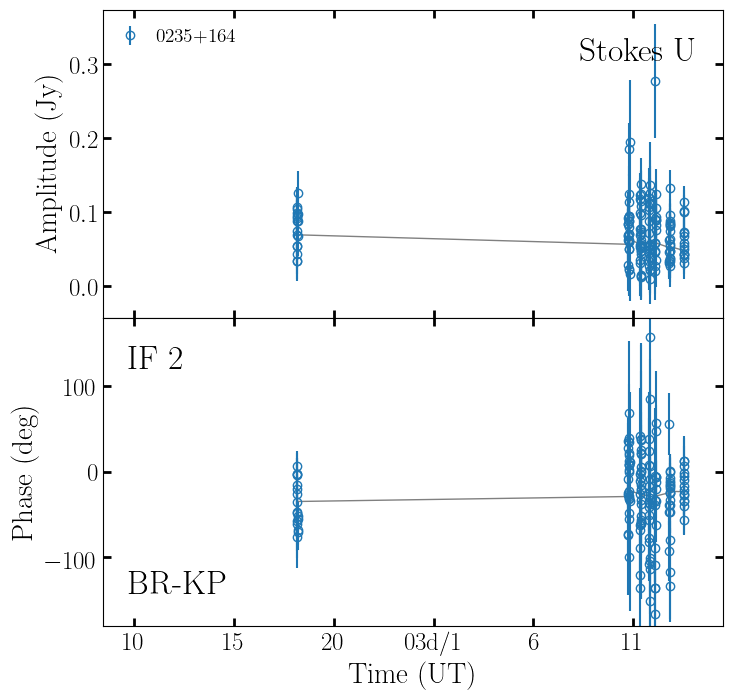 0235+164
Stokes U
Amplitude (Jy)
0.3
0.2
0.1
0.0
IF 2
BR-KP
Phase (deg)
100
0
−100
10 15 20 03d/1 6 11
Time (UT)